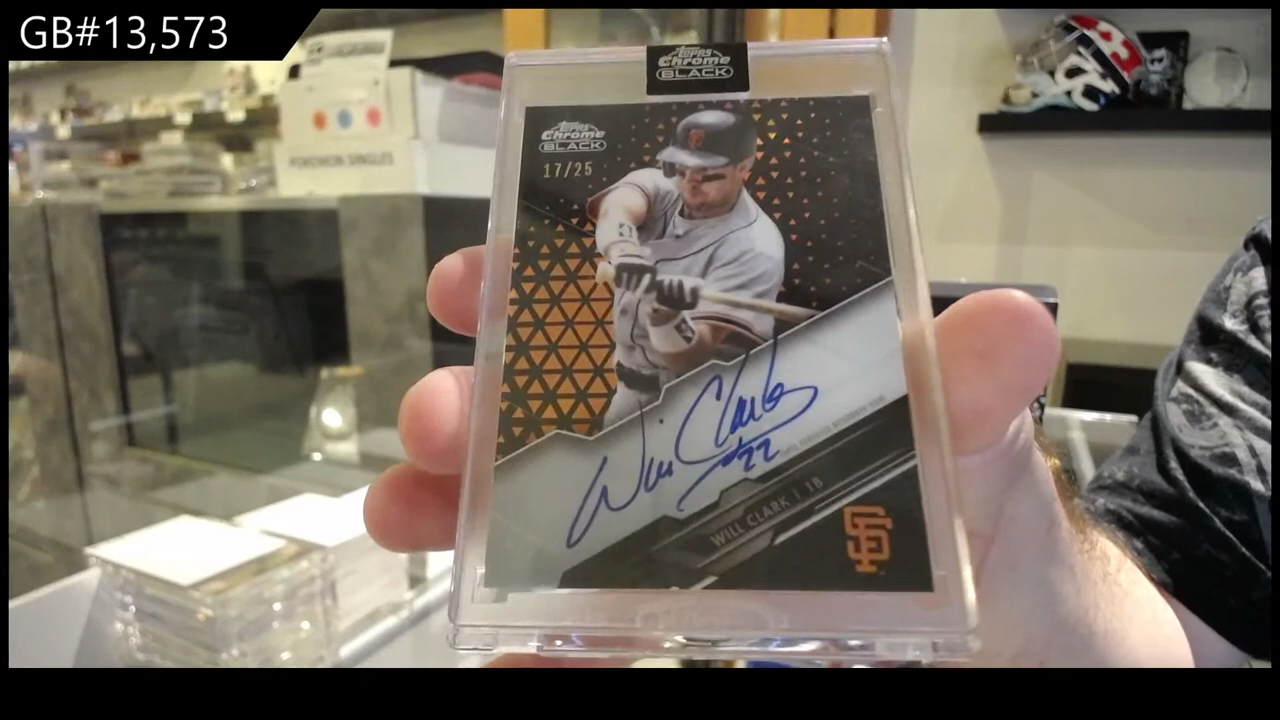 GB#13,573
Topps
Chrome
BLACK
POKEMON SINGLES
Topps
Chrome
BLACK
17/25
Will Clark
#22
WILL CLARK | 1B
SF